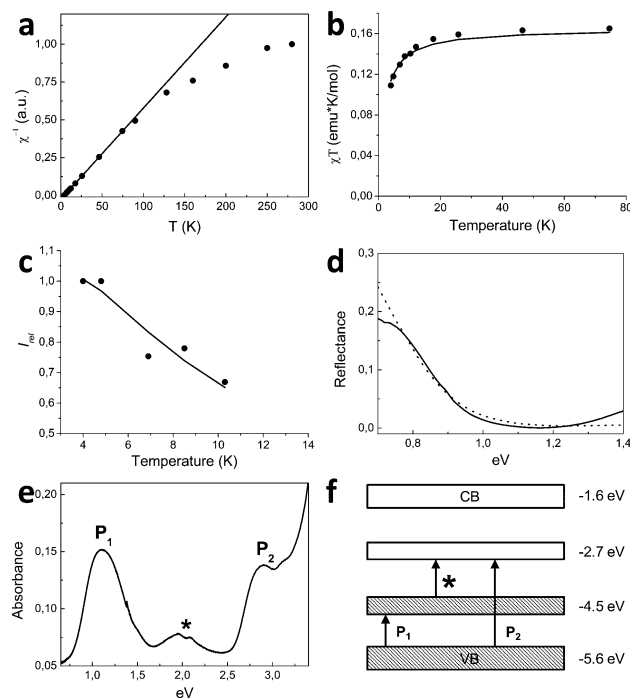 a
1,00
0,75
0,50
0,25
0,00
χ⁻¹ (a.u.)
0 50 100 150 200 250 300
T (K)
b
0,16
0,12
0,08
0,04
0,00
χT (emu*K/mol)
0 20 40 60 80
Temperature (K)
c
1,1
1,0
0,9
0,8
0,7
0,6
0,5
I rel
4 6 8 10 12 14
Temperature (K)
d
0,3
0,2
0,1
0,0
Reflectance
0,8 1,0 1,2 1,4
eV
e
0,20
0,15
0,10
0,05
Absorbance
P₁
*
P₂
1,0 1,5 2,0 2,5 3,0
eV
f
CB -1.6 eV
-2.7 eV
*
-4.5 eV
P₁ P₂
VB -5.6 eV